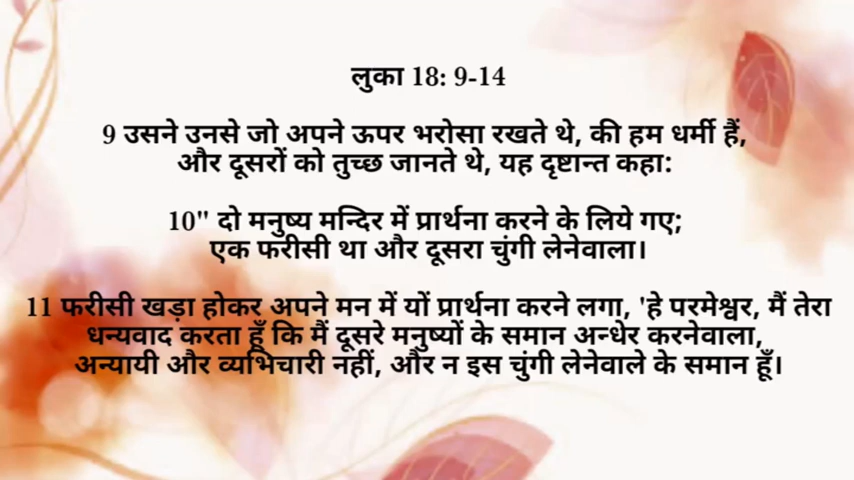 लुका 18: 9-14
9 उसने उनसे जो अपने ऊपर भरोसा रखते थे, की हम धर्मी हैं,
और दूसरों को तुच्छ जानते थे, यह दृष्टान्त कहा:
10" दो मनुष्य मन्दिर में प्रार्थना करने के लिये गए;
एक फरीसी था और दूसरा चुंगी लेनेवाला।
11 फरीसी खड़ा होकर अपने मन में यों प्रार्थना करने लगा, 'हे परमेश्वर, मैं तेरा
धन्यवाद करता हूँ कि मैं दूसरे मनुष्यों के समान अन्धेर करनेवाला,
अन्यायी और व्यभिचारी नहीं, और न इस चुंगी लेनेवाले के समान हूँ।